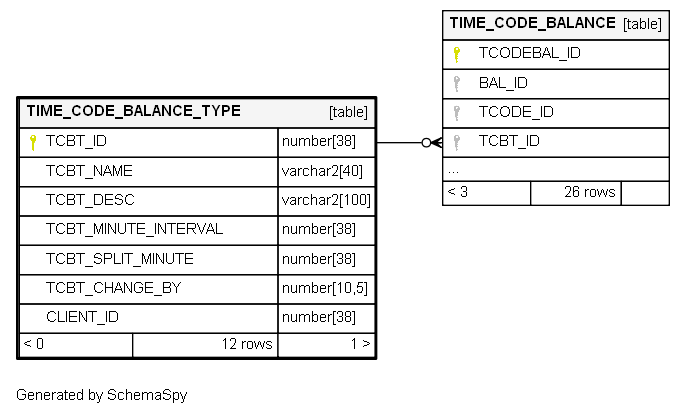 TIME_CODE_BALANCE [table]
TCODEBAL_ID
BAL_ID
TCODE_ID
TCBT_ID
...
< 3 26 rows
TIME_CODE_BALANCE_TYPE [table]
TCBT_ID number[38]
TCBT_NAME varchar2[40]
TCBT_DESC varchar2[100]
TCBT_MINUTE_INTERVAL number[38]
TCBT_SPLIT_MINUTE number[38]
TCBT_CHANGE_BY number[10,5]
CLIENT_ID number[38]
< 0 12 rows 1 >
Generated by SchemaSpy